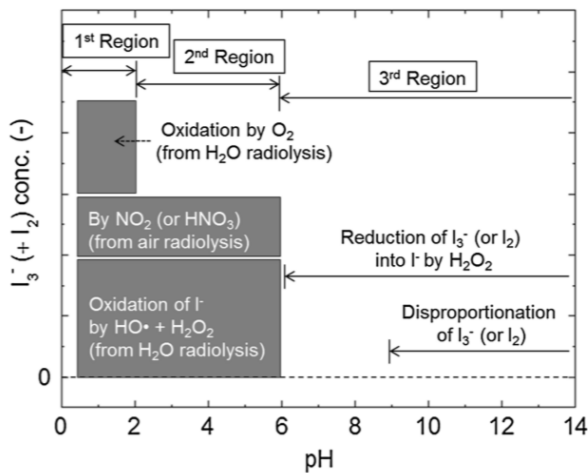 1st Region
2nd Region
3rd Region
Oxidation by O2
(from H2O radiolysis)
By NO2 (or HNO3)
(from air radiolysis)
Reduction of I3- (or I2)
into I- by H2O2
Oxidation of I-
by HO• + H2O2
(from H2O radiolysis)
Disproportionation
of I3- (or I2)
I3- (+ I2) conc. (-)
0
0 2 4 6 8 10 12 14
pH